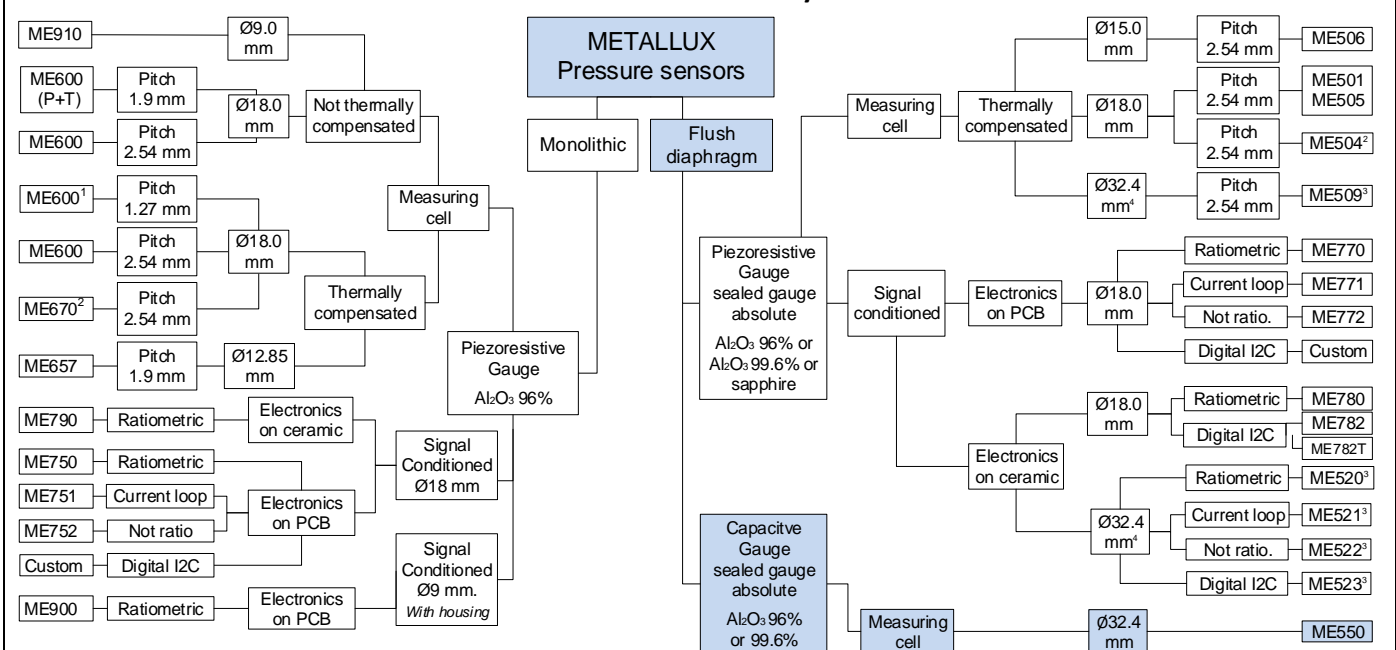 METALLUX
Pressure sensors
Monolithic
Flush
diaphragm
ME910
Ø9.0
mm
ME600
(P+T)
Pitch
1.9 mm
Ø18.0
mm
Not thermally
compensated
ME600
Pitch
2.54 mm
ME600¹
Pitch
1.27 mm
Measuring
cell
ME600
Pitch
2.54 mm
Ø18.0
mm
ME670²
Pitch
2.54 mm
Thermally
compensated
ME657
Pitch
1.9 mm
Ø12.85
mm
Piezoresistive
Gauge
Al₂O₃ 96%
ME790
Ratiometric
Electronics
on ceramic
ME750
Ratiometric
Signal
Conditioned
Ø18 mm
ME751
Current loop
Electronics
on PCB
ME752
Not ratio
Custom
Digital I2C
Signal
Conditioned
Ø9 mm.
With housing
ME900
Ratiometric
Electronics
on PCB
Measuring
cell
Thermally
compensated
Ø15.0
mm
Pitch
2.54 mm
ME506
Ø18.0
mm
Pitch
2.54 mm
ME501
ME505
Pitch
2.54 mm
ME504²
Ø32.4
mm⁴
Pitch
2.54 mm
ME509³
Piezoresistive
Gauge
sealed gauge
absolute
Al₂O₃ 96% or
Al₂O₃ 99.6% or
sapphire
Signal
conditioned
Electronics
on PCB
Ø18.0
mm
Ratiometric
ME770
Current loop
ME771
Not ratio.
ME772
Digital I2C
Custom
Electronics
on ceramic
Ø18.0
mm
Ratiometric
ME780
Digital I2C
ME782
ME782T
Ø32.4
mm⁴
Ratiometric
ME520³
Current loop
ME521³
Not ratio.
ME522³
Digital I2C
ME523³
Capacitve
Gauge
sealed gauge
absolute
Al₂O₃ 96%
or 99.6%
Measuring
cell
Ø32.4
mm
ME550